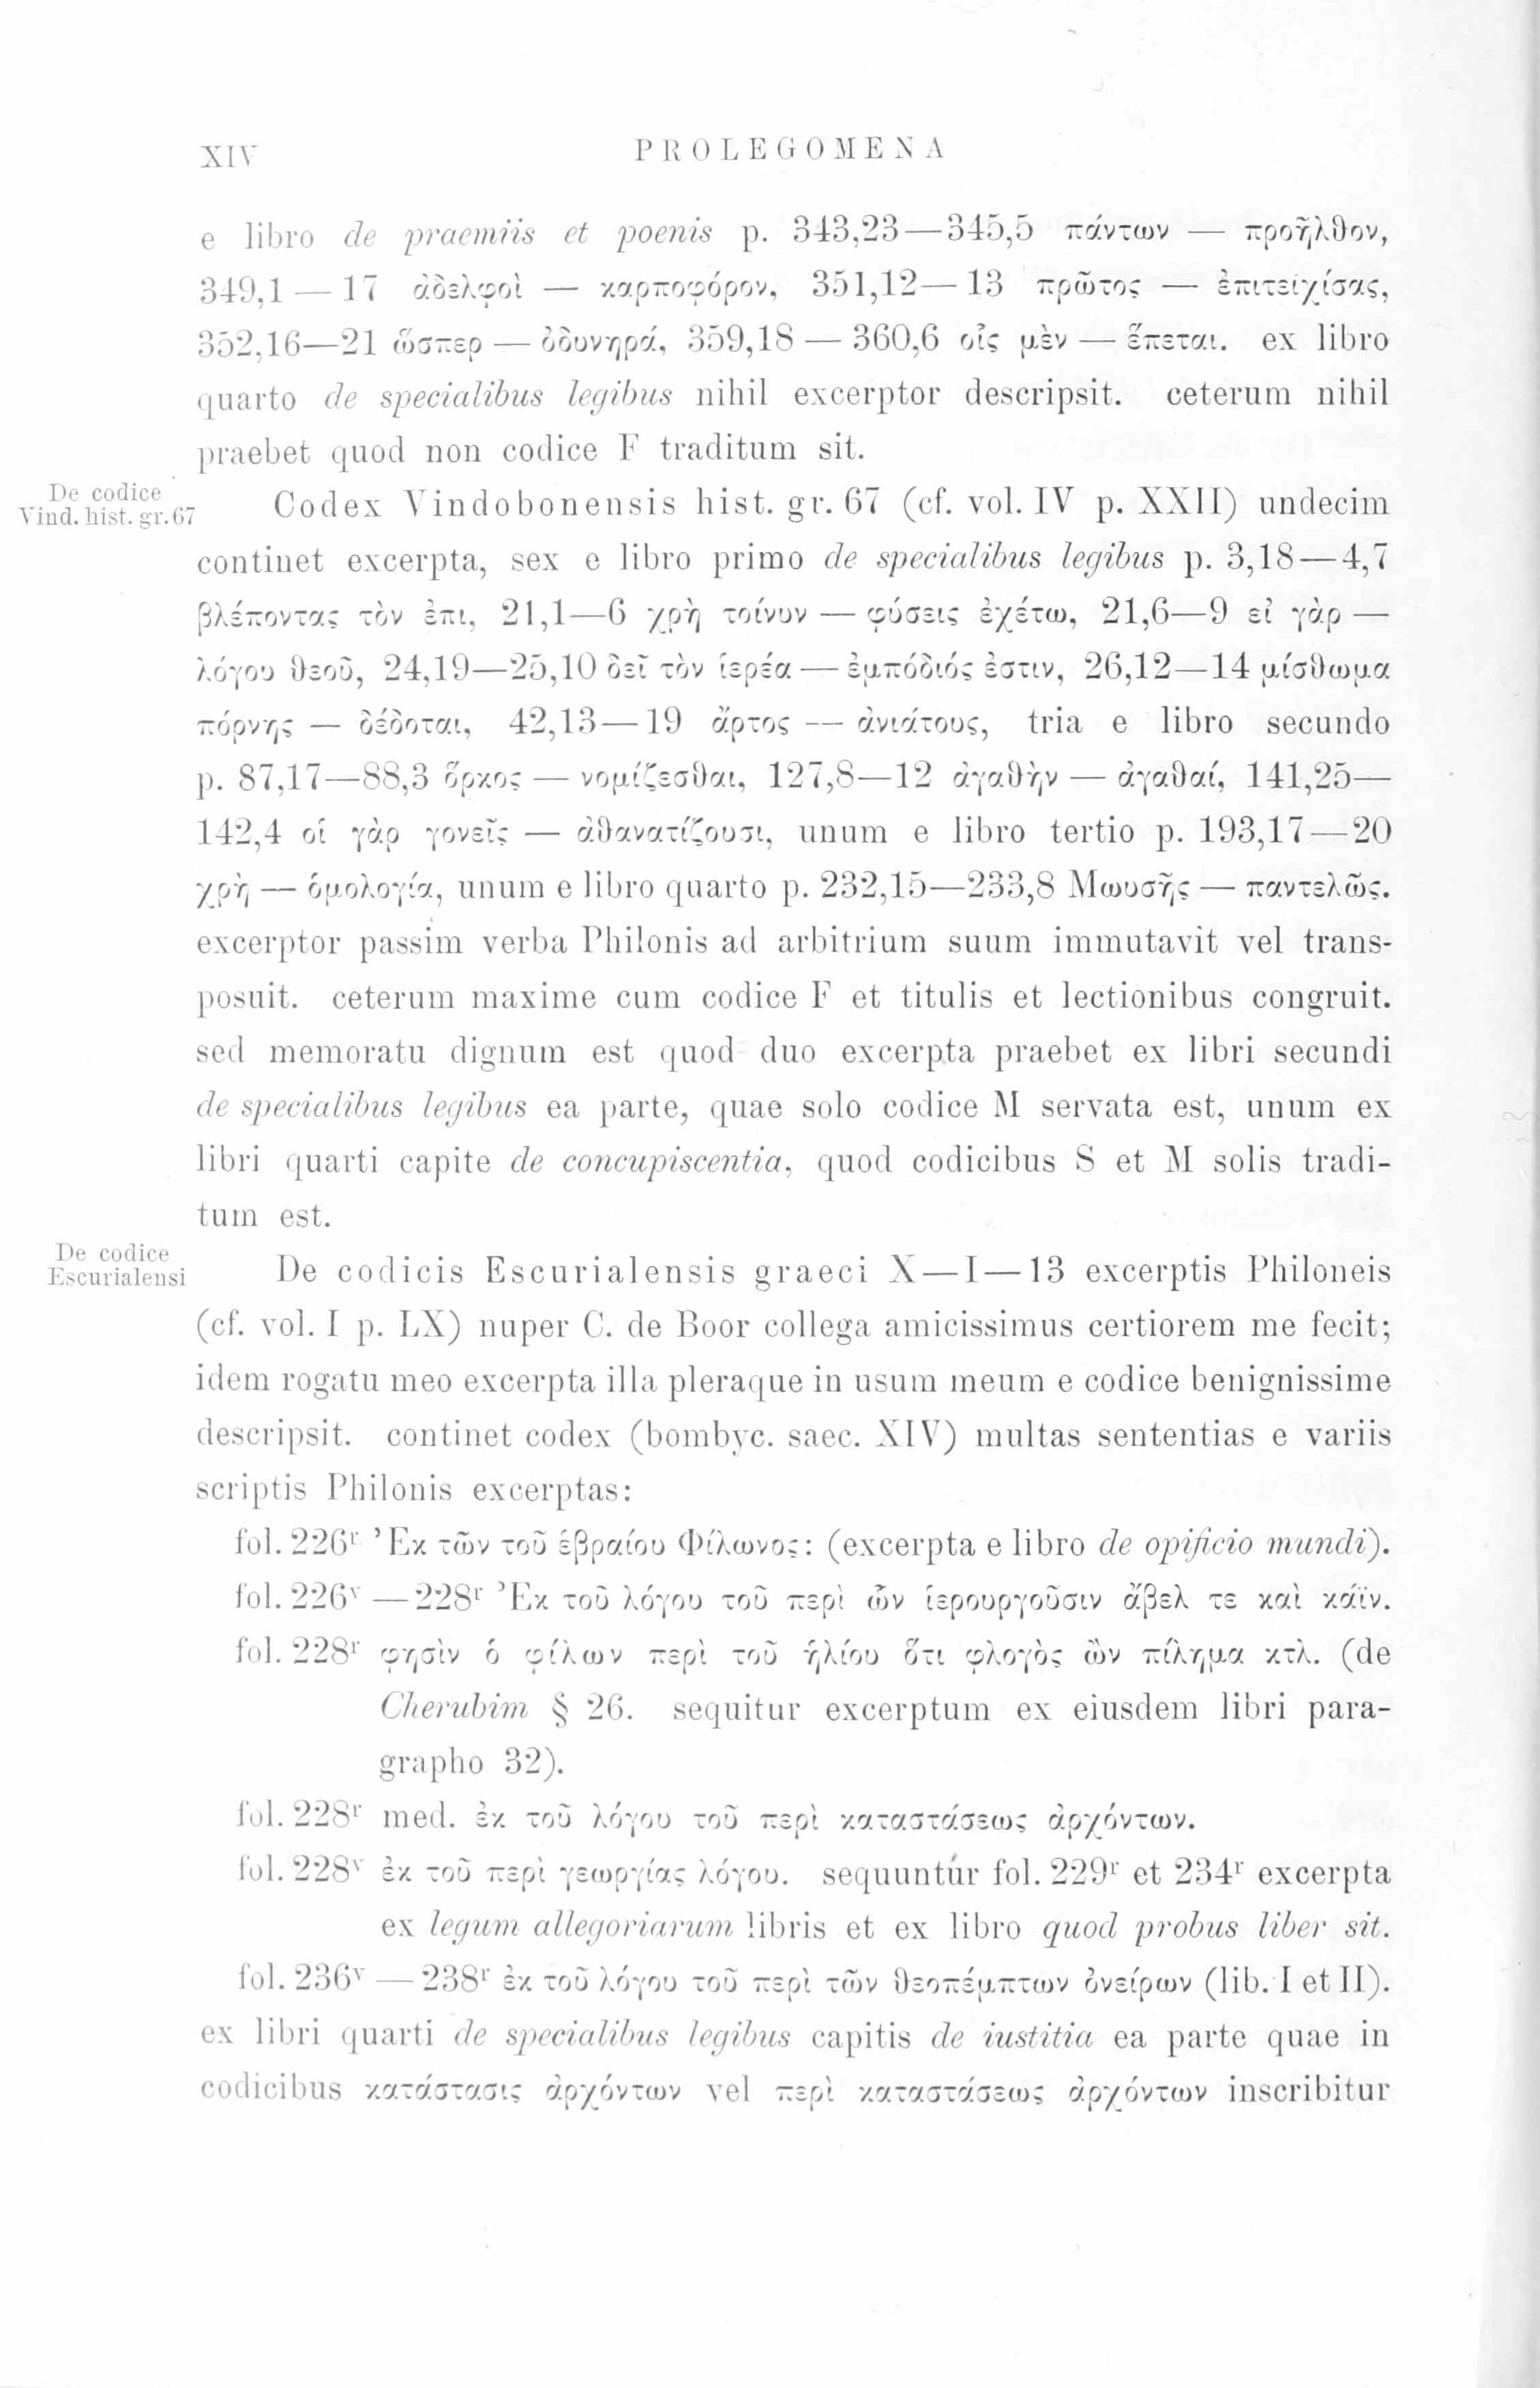 XIV PROLEGOMENA
e libro de praemiis et poenis p. 343,23—345,5 πάντων — προῆλθον,
349,1—17 ἀδελφοὶ — καρποφόρον, 351,12—13 πρῶτος — ἐπιτειχίσας,
352,16—21 ὥσπερ — ὀδυνηρά, 359,18 — 360,6 οἷς μὲν — ἕπεται. ex libro
quarto de specialibus legibus nihil excerptor descripsit. ceterum nihil
praebet quod non codice F traditum sit.
De codice
Vind. hist. gr. 67
Codex Vindobonensis hist. gr. 67 (cf. vol. IV p. XXII) undecim
continet excerpta, sex e libro primo de specialibus legibus p. 3,18—4,7
βλέποντας τὸν ἐπι, 21,1—6 χρὴ τοίνυν — φύσεις ἐχέτω, 21,6—9 εἰ γὰρ —
λόγου θεοῦ, 24,19—25,10 δεῖ τὸν ἱερέα — ἐμπόδιός ἐστιν, 26,12—14 μίσθωμα
πόρνης — δέδοται, 42,13—19 ἄρτος — ἀνιάτους, tria e libro secundo
p. 87,17—88,3 ὅρκος — νομίζεσθαι, 127,8—12 ἀγαθὴν — ἀγαθαί, 141,25—
142,4 οἱ γὰρ γονεῖς — ἀθανατίζουσι, unum e libro tertio p. 193,17—20
χρὴ — ὁμολογία, unum e libro quarto p. 232,15—233,8 Μωυσῆς — παντελῶς.
excerptor passim verba Philonis ad arbitrium suum immutavit vel trans-
posuit. ceterum maxime cum codice F et titulis et lectionibus congruit.
sed memoratu dignum est quod duo excerpta praebet ex libri secundi
de specialibus legibus ea parte, quae solo codice M servata est, unum ex
libri quarti capite de concupiscentia, quod codicibus S et M solis tradi-
tum est.
De codice
Escurialensi
De codicis Escurialensis graeci X—I—13 excerptis Philoneis
(cf. vol. I p. LX) nuper C. de Boor collega amicissimus certiorem me fecit;
idem rogatu meo excerpta illa pleraque in usum meum e codice benignissime
descripsit. continet codex (bombyc. saec. XIV) multas sententias e variis
scriptis Philonis excerptas:
fol. 226r Ἐκ τῶν τοῦ ἑβραίου Φίλωνος: (excerpta e libro de opificio mundi).
fol. 226v — 228r Ἐκ τοῦ λόγου τοῦ περὶ ὧν ἱερουργοῦσιν ἄβελ τε καὶ κάϊν.
fol. 228r φησὶν ὁ φίλων περὶ τοῦ ἡλίου ὅτι φλογὸς ὢν πίλημα κτλ. (de
Cherubim § 26. sequitur excerptum ex eiusdem libri para-
grapho 32).
fol. 228r med. ἐκ τοῦ λόγου τοῦ περὶ καταστάσεως ἀρχόντων.
fol. 228v ἐκ τοῦ περὶ γεωργίας λόγου. sequuntur fol. 229r et 234r excerpta
ex legum allegoriarum libris et ex libro quod probus liber sit.
fol. 236v — 238r ἐκ τοῦ λόγου τοῦ περὶ τῶν θεοπέμπτων ὀνείρων (lib. I et II).
ex libri quarti de specialibus legibus capitis de iustitia ea parte quae in
codicibus κατάστασις ἀρχόντων vel περὶ καταστάσεως ἀρχόντων inscribitur